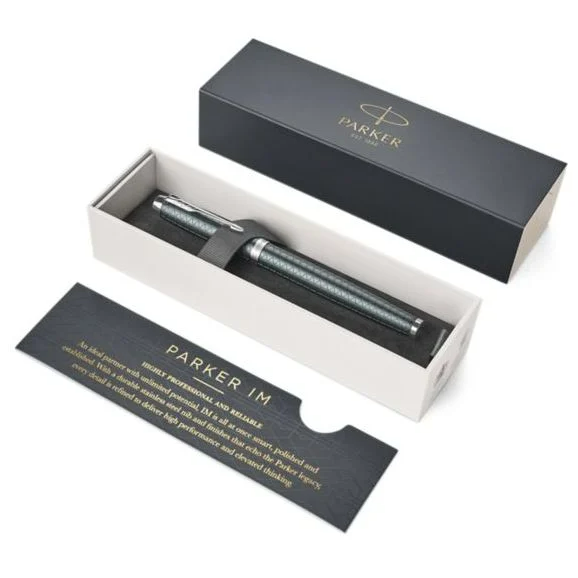 PARKER
EST. 1888
PARKER IM
HIGHLY PROFESSIONAL AND RELIABLE
An ideal partner with unlimited potential, IM is all at once smart, polished and
established. With a durable stainless steel nib and finishes that echo the Parker legacy,
every detail is refined to deliver high performance and elevated thinking